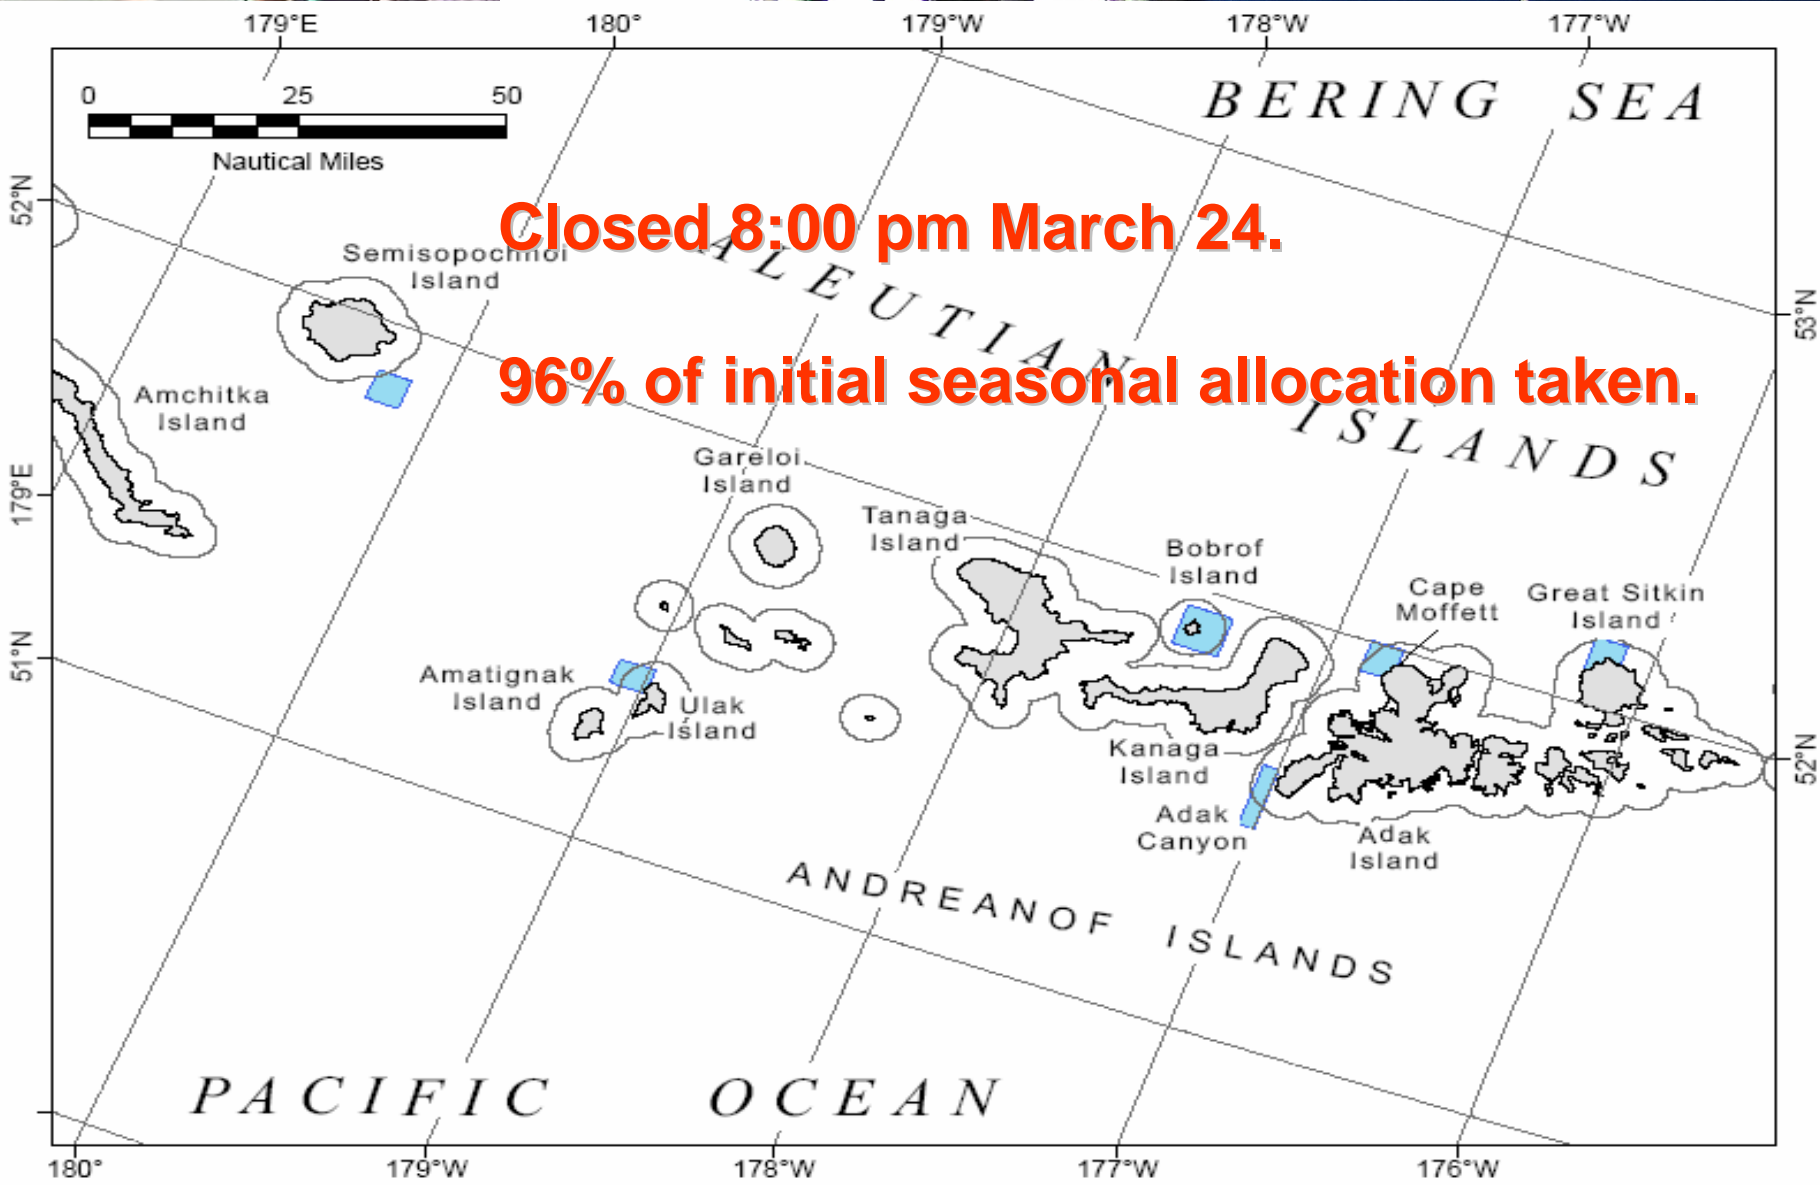 179°E 180° 179°W 178°W 177°W
0 25 50
Nautical Miles
BERING SEA
52°N
Closed 8:00 pm March 24.
Semisopochnoi
Island
ALEUTIAN
53°N
96% of initial seasonal allocation taken.
Amchitka
Island
ISLANDS
Gareloi
Island
179°E
Tanaga
Island
Bobrof
Island
Cape
Moffett
Great Sitkin
Island
51°N
Amatignak
Island
Ulak
Island
Kanaga
Island
52°N
Adak
Canyon
Adak
Island
ANDREANOF ISLANDS
PACIFIC OCEAN
180° 179°W 178°W 177°W 176°W